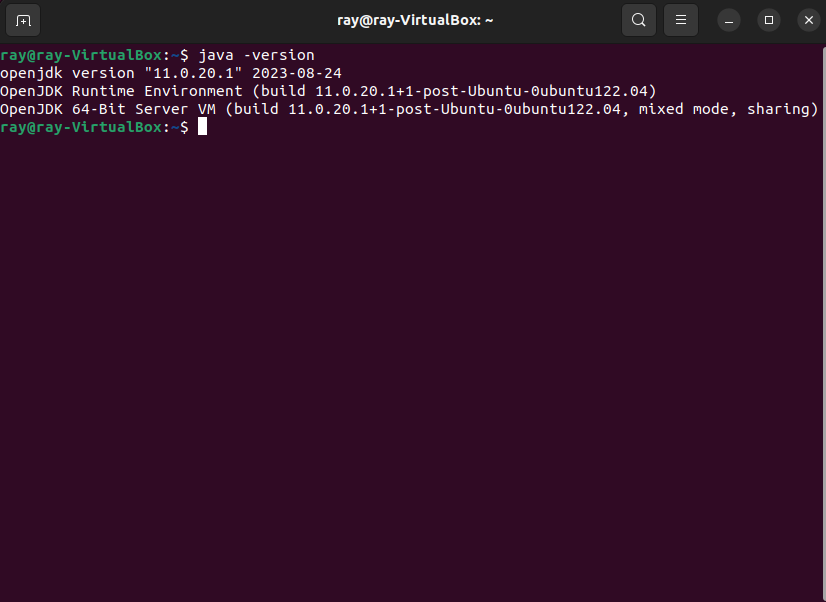 ray@ray-VirtualBox: ~
ray@ray-VirtualBox:~$ java -version
openjdk version "11.0.20.1" 2023-08-24
OpenJDK Runtime Environment (build 11.0.20.1+1-post-Ubuntu-0ubuntu122.04)
OpenJDK 64-Bit Server VM (build 11.0.20.1+1-post-Ubuntu-0ubuntu122.04, mixed mode, sharing)
ray@ray-VirtualBox:~$